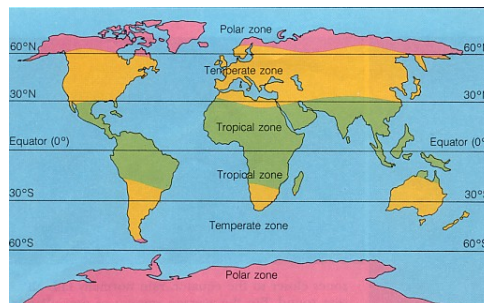 Polar zone
60°N
60°N
Temperate zone
30°N
30°N
Tropical zone
Equator (0°)
Equator (0°)
Tropical zone
30°S
30°S
Temperate zone
60°S
60°S
Polar zone